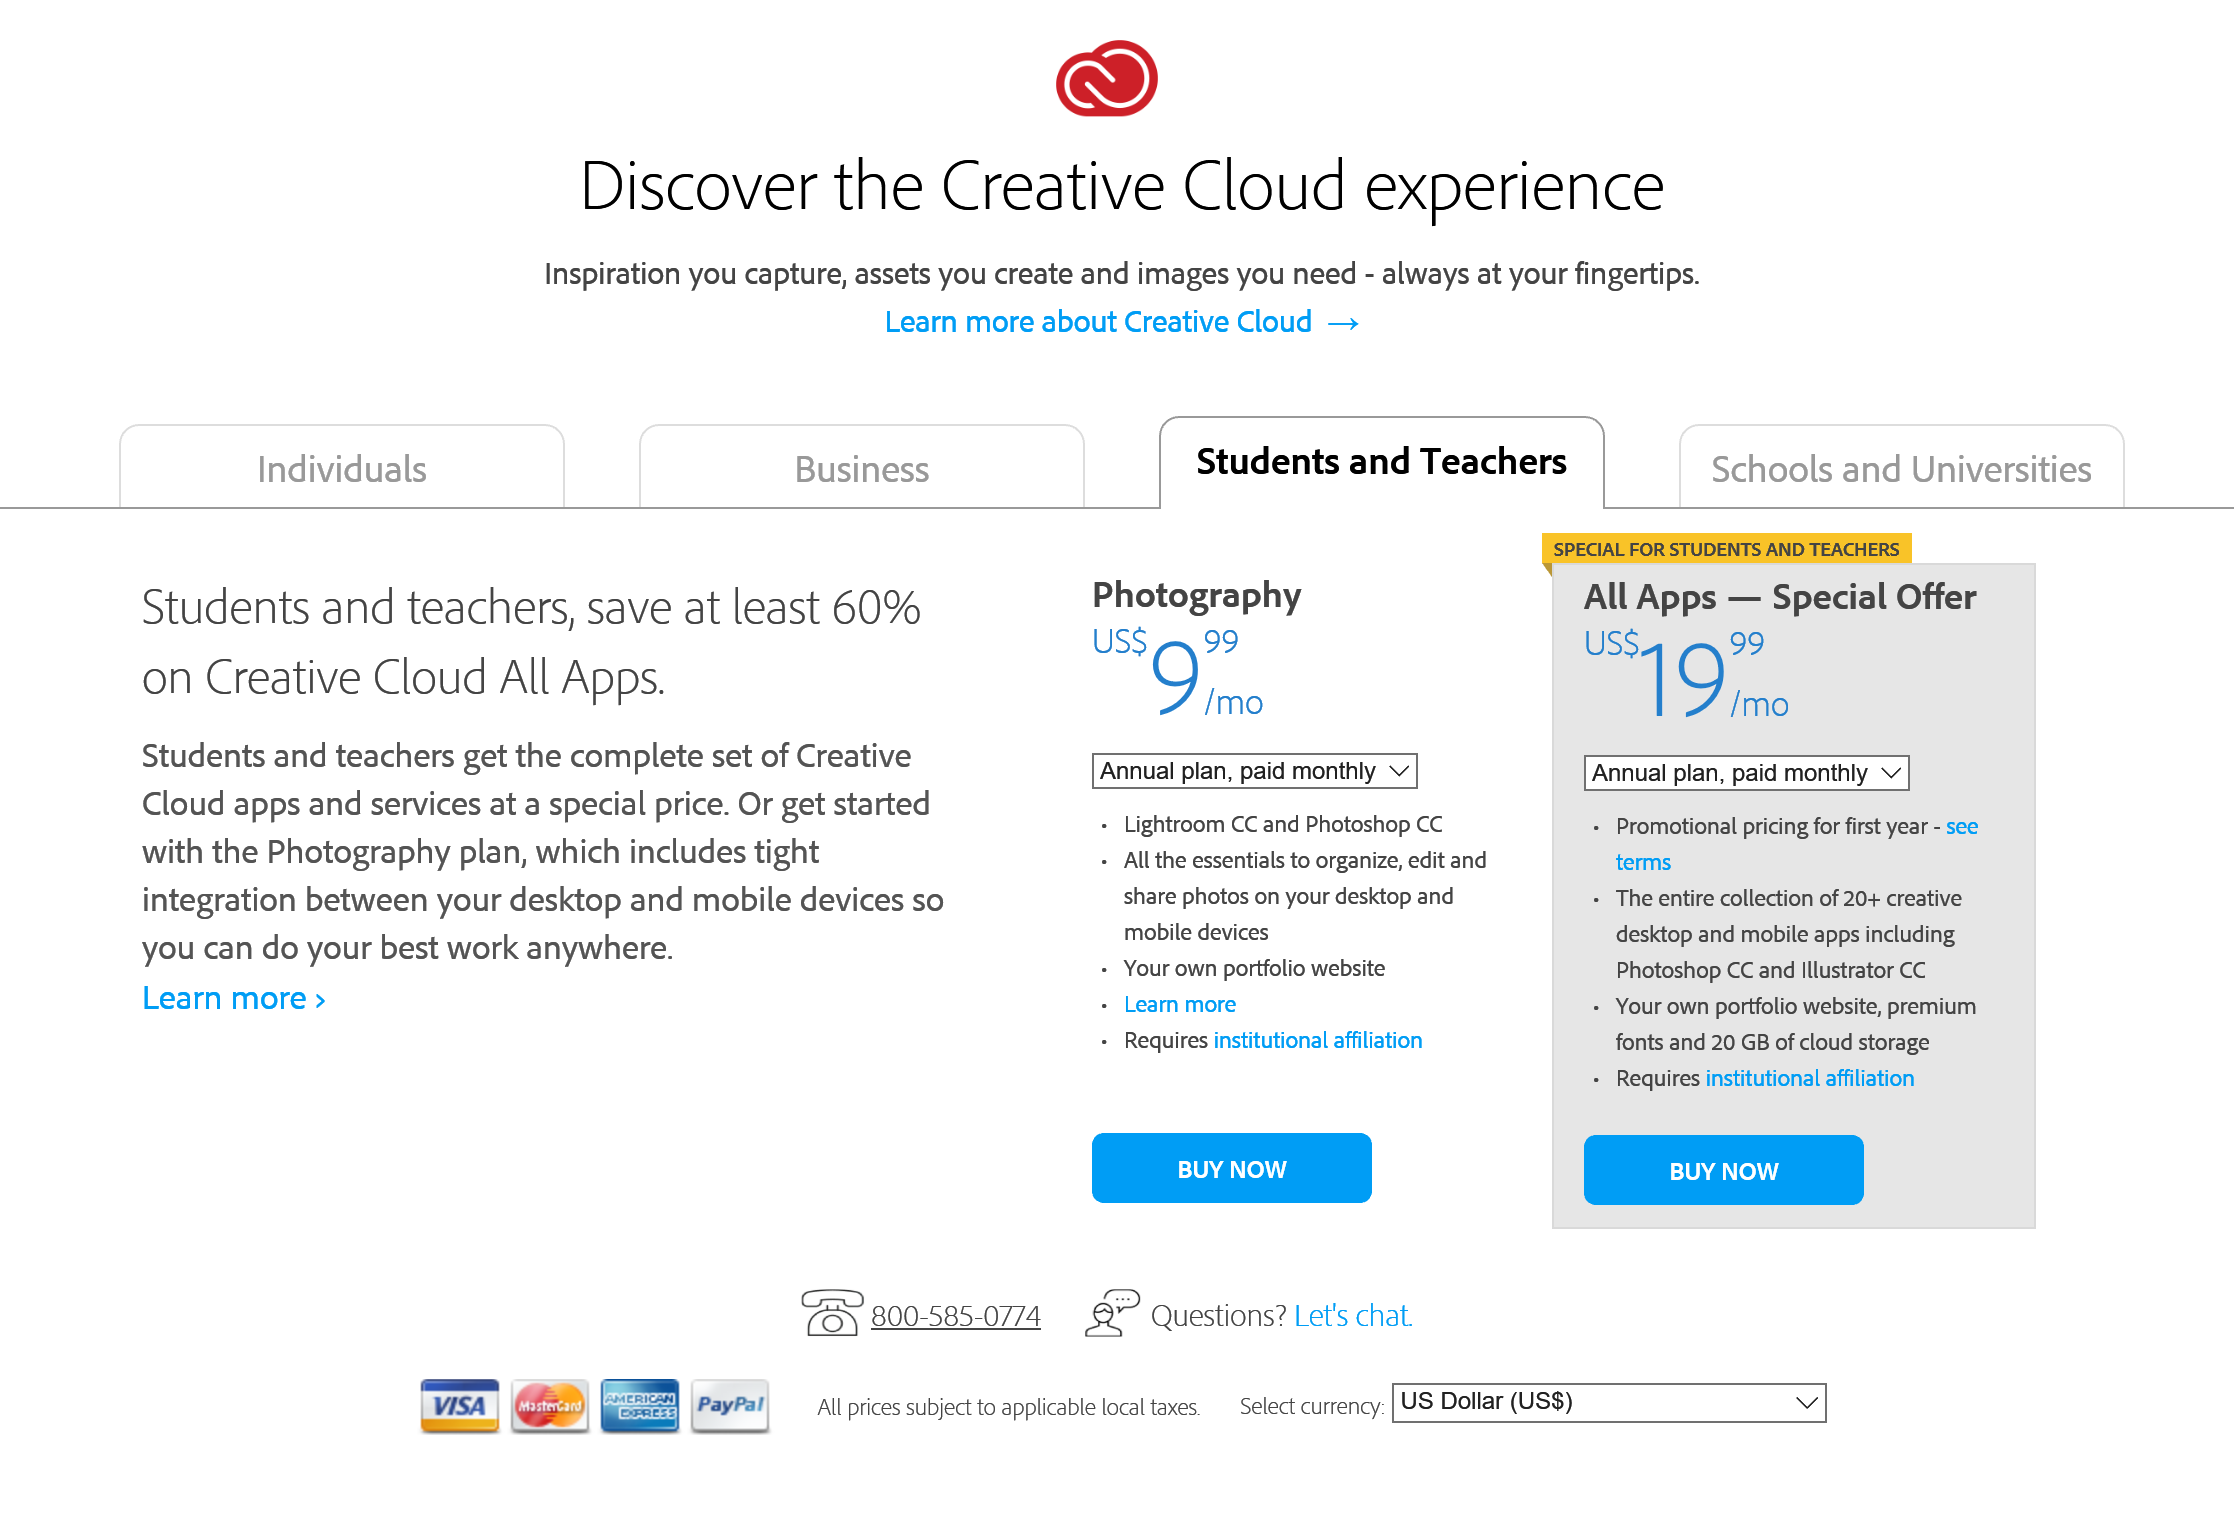 Discover the Creative Cloud experience
Inspiration you capture, assets you create and images you need - always at your fingertips.
Learn more about Creative Cloud →
Individuals
Business
Students and Teachers
Schools and Universities
Students and teachers, save at least 60%
on Creative Cloud All Apps.
Students and teachers get the complete set of Creative
Cloud apps and services at a special price. Or get started
with the Photography plan, which includes tight
integration between your desktop and mobile devices so
you can do your best work anywhere.
Learn more ›
Photography
US$9 99 /mo
Annual plan, paid monthly
• Lightroom CC and Photoshop CC
• All the essentials to organize, edit and
share photos on your desktop and
mobile devices
• Your own portfolio website
• Learn more
• Requires institutional affiliation
BUY NOW
SPECIAL FOR STUDENTS AND TEACHERS
All Apps — Special Offer
US$19 99 /mo
Annual plan, paid monthly
• Promotional pricing for first year - see
terms
• The entire collection of 20+ creative
desktop and mobile apps including
Photoshop CC and Illustrator CC
• Your own portfolio website, premium
fonts and 20 GB of cloud storage
• Requires institutional affiliation
BUY NOW
800-585-0774
Questions? Let's chat.
VISA
MasterCard
AMERICAN EXPRESS
PayPal
All prices subject to applicable local taxes.
Select currency: US Dollar (US$)